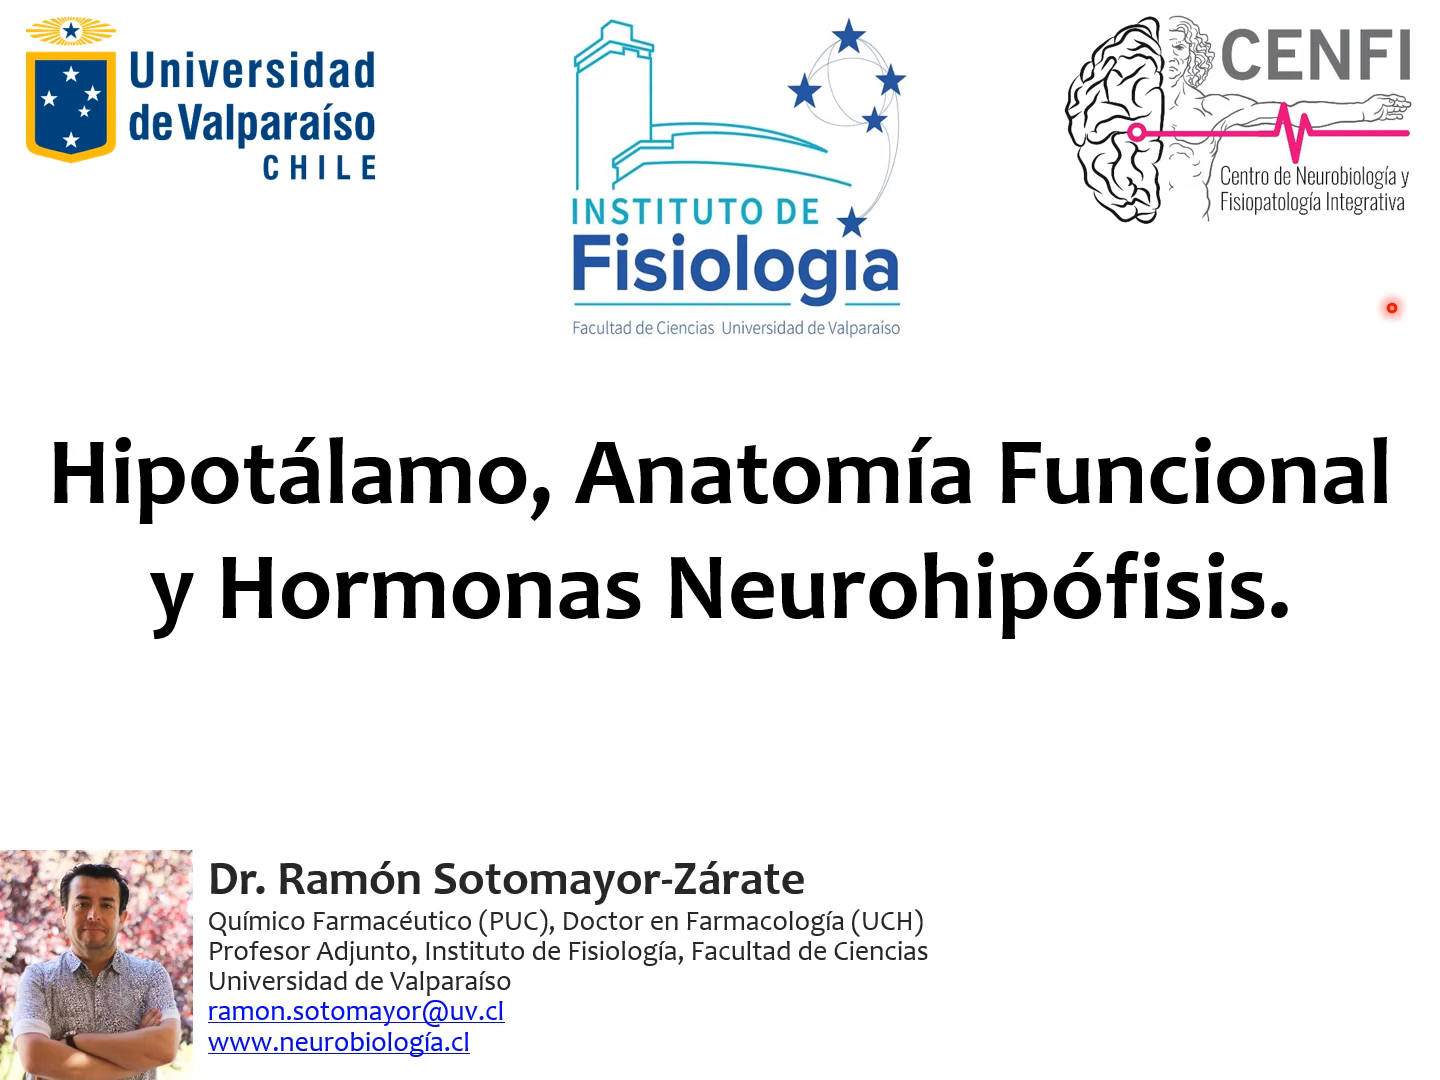 Universidad
de Valparaíso
CHILE
INSTITUTO DE
Fisiología
Facultad de Ciencias Universidad de Valparaíso
CENFI
Centro de Neurobiología y
Fisiopatología Integrativa
Hipotálamo, Anatomía Funcional
y Hormonas Neurohipófisis.
Dr. Ramón Sotomayor-Zárate
Químico Farmacéutico (PUC), Doctor en Farmacología (UCH)
Profesor Adjunto, Instituto de Fisiología, Facultad de Ciencias
Universidad de Valparaíso
ramon.sotomayor@uv.cl
www.neurobiología.cl